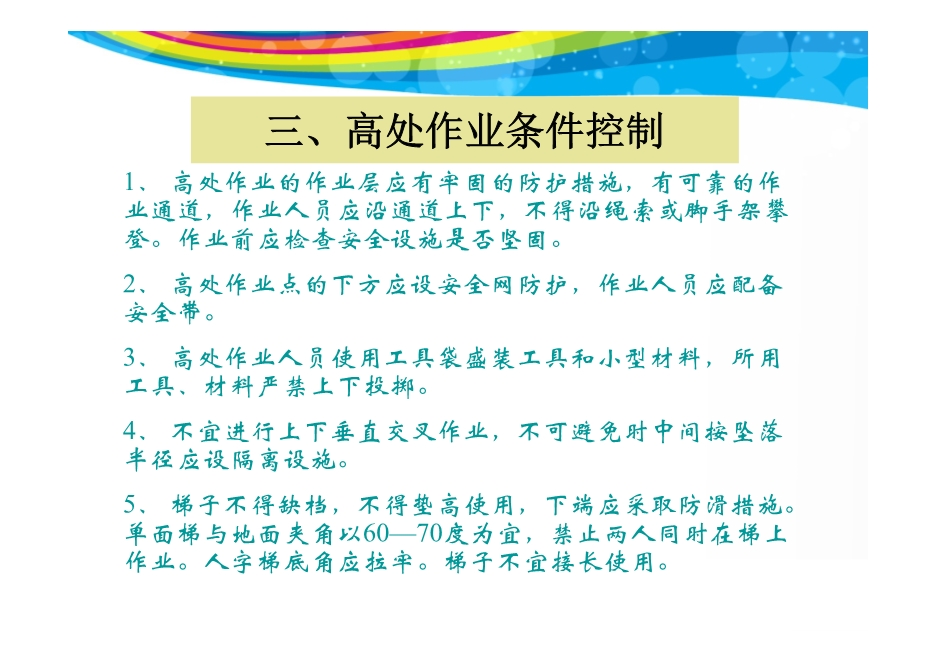 三、高处作业条件控制
1、 高处作业的作业层应有牢固的防护措施，有可靠的作
业通道，作业人员应沿通道上下，不得沿绳索或脚手架攀
登。作业前应检查安全设施是否坚固。
2、 高处作业点的下方应设安全网防护，作业人员应配备
安全带。
3、 高处作业人员使用工具袋盛装工具和小型材料，所用
工具、材料严禁上下投掷。
4、 不宜进行上下垂直交叉作业，不可避免时中间按坠落
半径应设隔离设施。
5、 梯子不得缺档，不得垫高使用，下端应采取防滑措施。
单面梯与地面夹角以60—70度为宜，禁止两人同时在梯上
作业。人字梯底角应拉牢。梯子不宜接长使用。